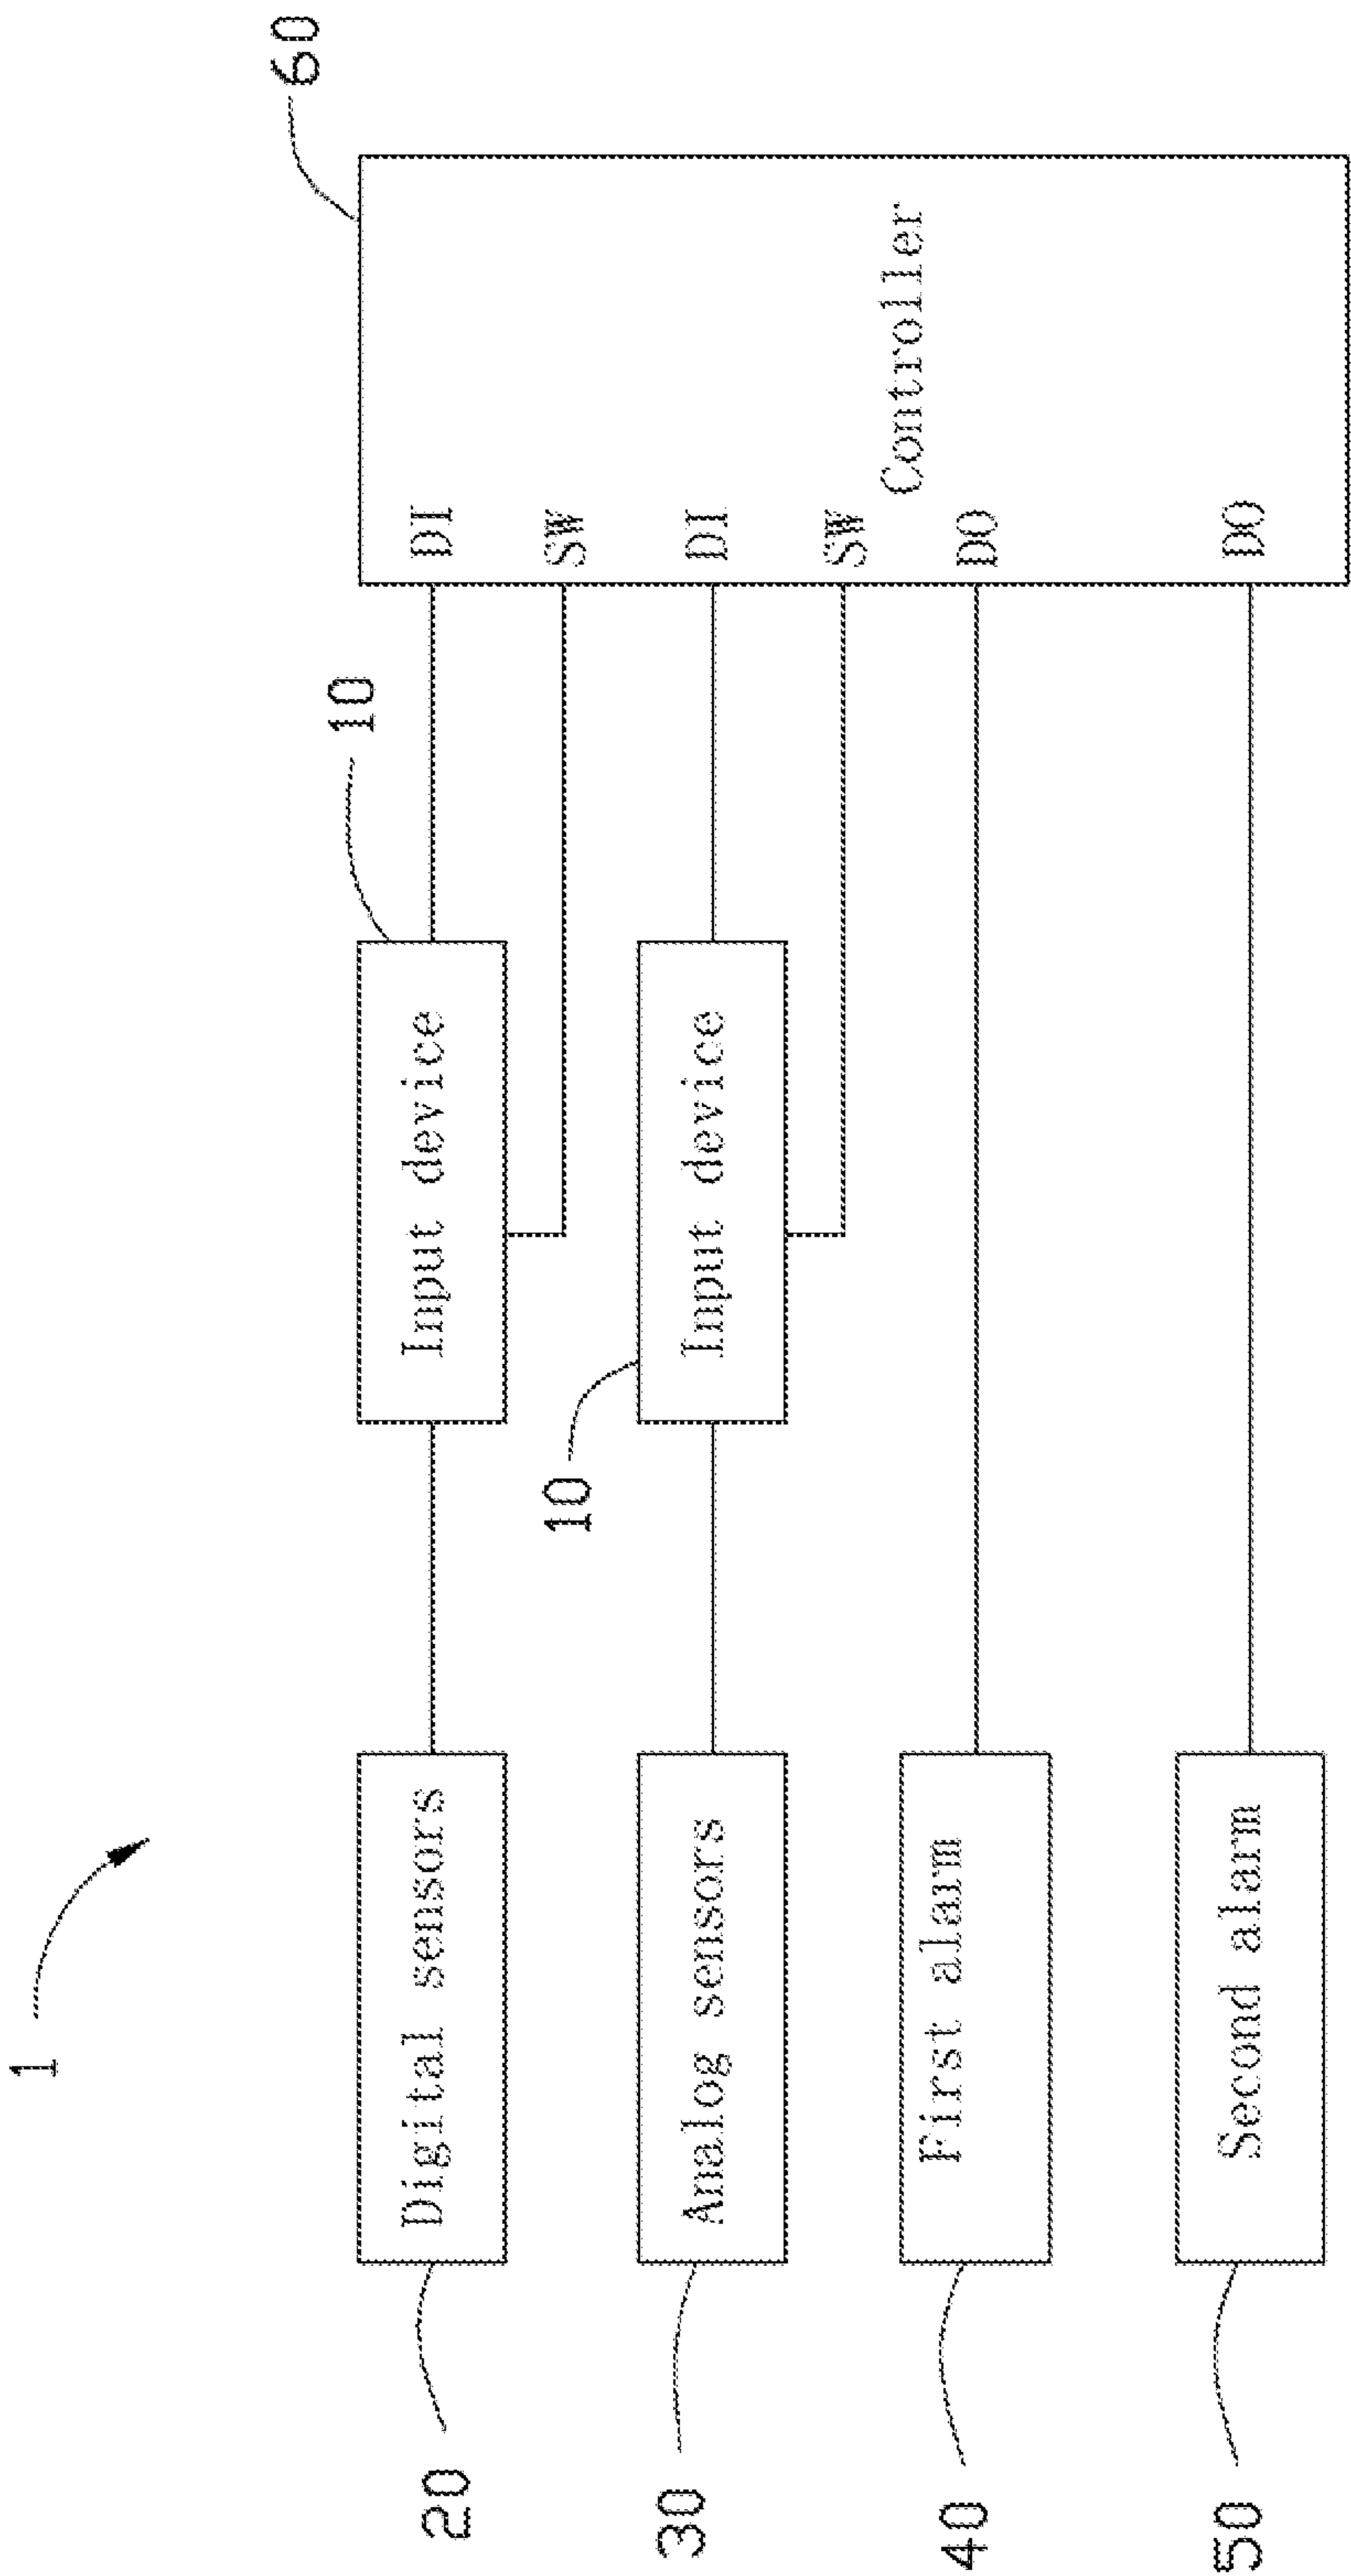 1
60
10
20
Digital sensors
Input device
DI
SW
10
30
Analog sensors
Input device
DI
SW
Controller
40
First alarm
DO
50
Second alarm
DO